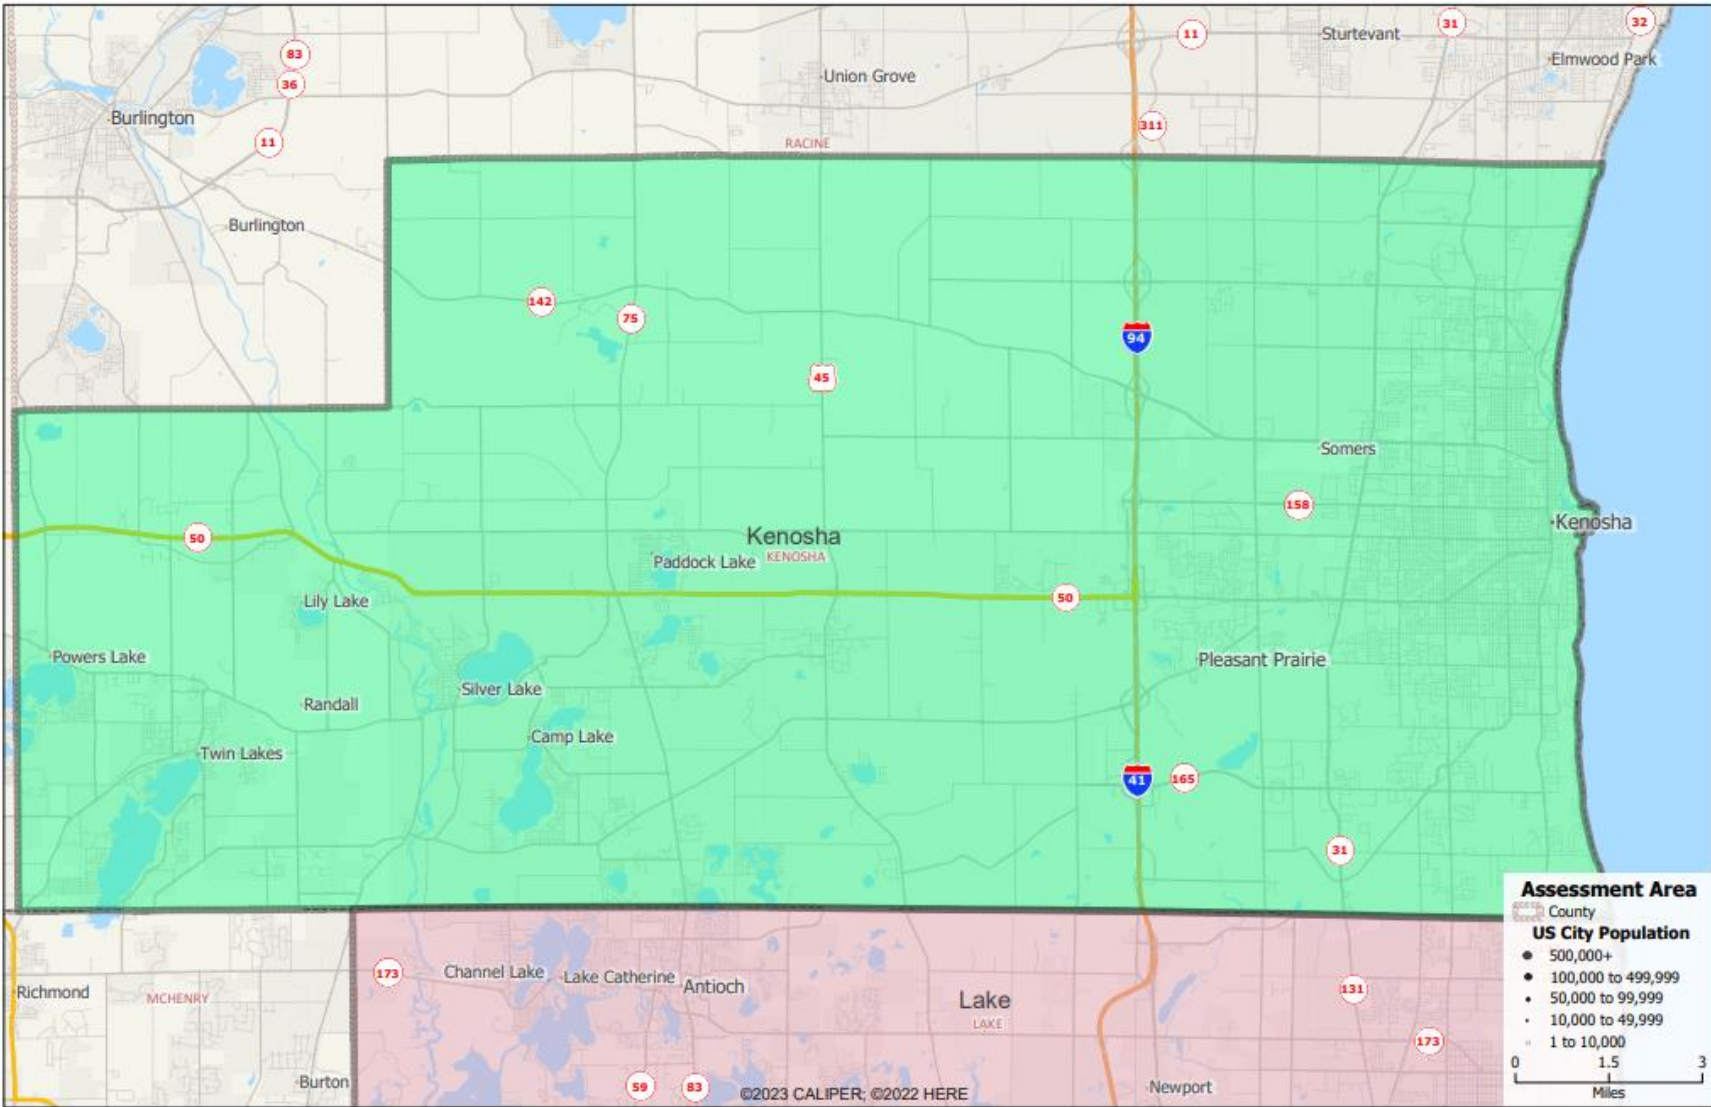 11
Sturtevant
31
32
83
Elmwood Park
Union Grove
36
Burlington
311
11
RACINE
Burlington
142
75
94
45
Somers
158
Kenosha
50
Kenosha
KENOSHA
Paddock Lake
50
Lily Lake
Powers Lake
Pleasant Prairie
Silver Lake
Randall
Camp Lake
Twin Lakes
41
165
31
Assessment Area
County
US City Population
500,000+
100,000 to 499,999
50,000 to 99,999
10,000 to 49,999
1 to 10,000
0 1.5 3
Miles
173
Channel Lake
Lake Catherine
Antioch
Richmond
MCHENRY
Lake
LAKE
131
173
Burton
59
83
©2023 CALIPER; ©2022 HERE
Newport